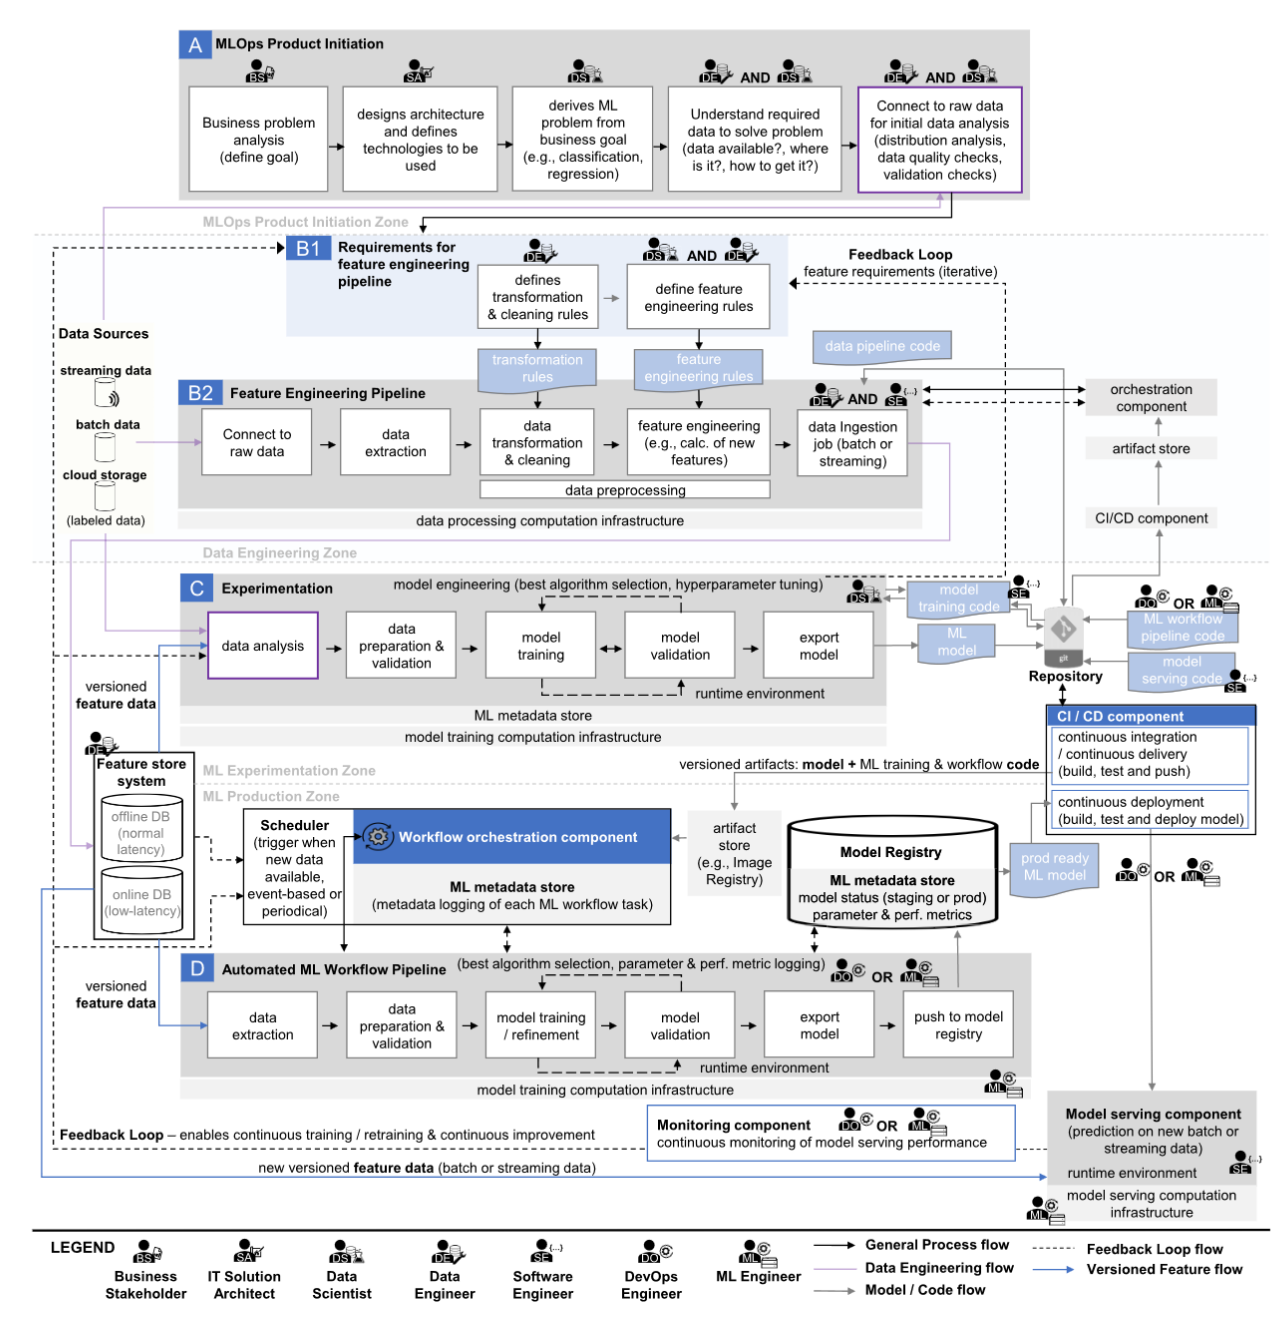 A
MLOps Product Initiation
BS
SA
DS
DE AND DS
DE AND DS
Business problem
analysis
(define goal)
designs architecture
and defines
technologies to be
used
derives ML
problem from
business goal
(e.g., classification,
regression)
Understand required
data to solve problem
(data available?, where
is it?, how to get it?)
Connect to raw data
for initial data analysis
(distribution analysis,
data quality checks,
validation checks)
MLOps Product Initiation Zone
B1
Requirements for
feature engineering
pipeline
DE
DS AND DE
defines
transformation
& cleaning rules
define feature
engineering rules
Feedback Loop
feature requirements (iterative)
Data Sources
streaming data
batch data
cloud storage
(labeled data)
transformation
rules
feature
engineering rules
data pipeline code
B2
Feature Engineering Pipeline
DE AND SE {...}
Connect to
raw data
data
extraction
data
transformation
& cleaning
feature engineering
(e.g., calc. of new
features)
data Ingestion
job (batch or
streaming)
data preprocessing
data processing computation infrastructure
orchestration
component
artifact store
CI/CD component
Data Engineering Zone
C
Experimentation
model engineering (best algorithm selection, hyperparameter tuning)
DS
data analysis
data
preparation &
validation
model
training
model
validation
export
model
runtime environment
ML metadata store
model training computation infrastructure
model
training code
SE {...}
ML
model
git
Repository
DO OR ML
ML workflow
pipeline code
model
serving code
SE {...}
versioned
feature data
CI / CD component
continuous integration
/ continuous delivery
(build, test and push)
continuous deployment
(build, test and deploy model)
versioned artifacts: model + ML training & workflow code
ML Experimentation Zone
ML Production Zone
DE
Feature store
system
offline DB
(normal
latency)
online DB
(low-latency)
Scheduler
(trigger when
new data
available,
event-based or
periodical)
Workflow orchestration component
ML metadata store
(metadata logging of each ML workflow task)
artifact
store
(e.g., Image
Registry)
Model Registry
ML metadata store
model status (staging or prod)
parameter & perf. metrics
prod ready
ML model
DO OR ML
versioned
feature data
D
Automated ML Workflow Pipeline
(best algorithm selection, parameter & perf. metric logging)
DO OR ML
data
extraction
data
preparation &
validation
model training
/ refinement
model
validation
export
model
push to model
registry
runtime environment
model training computation infrastructure
ML
Feedback Loop – enables continuous training / retraining & continuous improvement
Monitoring component
DO OR ML
continuous monitoring of model serving performance
new versioned feature data (batch or streaming data)
Model serving component
(prediction on new batch or
streaming data)
SE {...}
runtime environment
model serving computation
infrastructure
ML
LEGEND
BS
Business
Stakeholder
SA
IT Solution
Architect
DS
Data
Scientist
DE
Data
Engineer
SE {...}
Software
Engineer
DO
DevOps
Engineer
ML
ML Engineer
General Process flow
Data Engineering flow
Model / Code flow
Feedback Loop flow
Versioned Feature flow